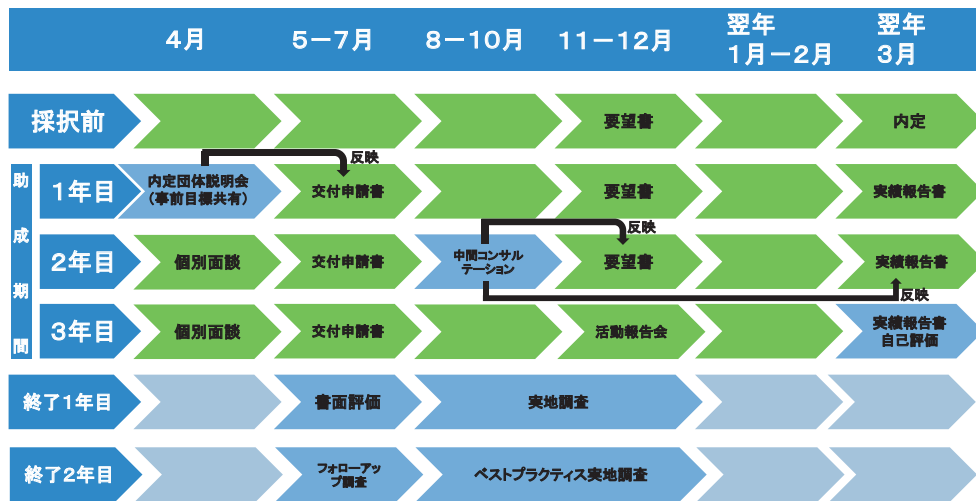 4月
5－7月
8－10月
11－12月
翌年
1月－2月
翌年
3月
採択前
要望書
内定
助成期間
1年目
内定団体説明会
（事前目標共有）
反映
交付申請書
要望書
実績報告書
2年目
個別面談
交付申請書
中間コンサル
テーション
反映
要望書
実績報告書
反映
3年目
個別面談
交付申請書
活動報告会
実績報告書
自己評価
終了1年目
書面評価
実地調査
終了2年目
フォローアッ
プ調査
ベストプラクティス実地調査